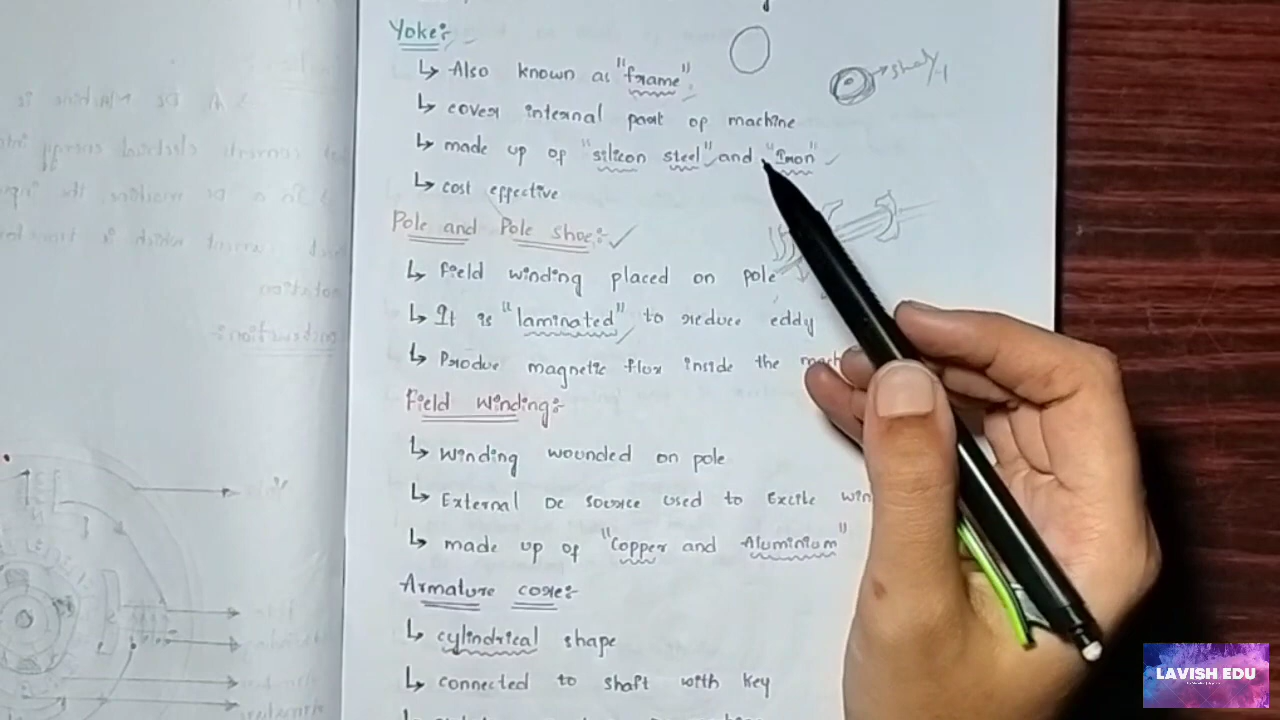 Yoke:-
↳ Also known as "frame"
↳ cover internal part of machine
↳ made up of "silicon steel" and "Iron"
↳ cost effective
Pole and Pole shoe:-
↳ field winding placed on pole
↳ It is "laminated" to reduce eddy
↳ Produce magnetic flux inside the
Field Winding:-
↳ Winding wounded on pole
↳ External DC source used to Excite
↳ made up of "Copper and Aluminium"
Armature core:-
↳ cylindrical shape
↳ connected to shaft with key
shaft
LAVISH EDU